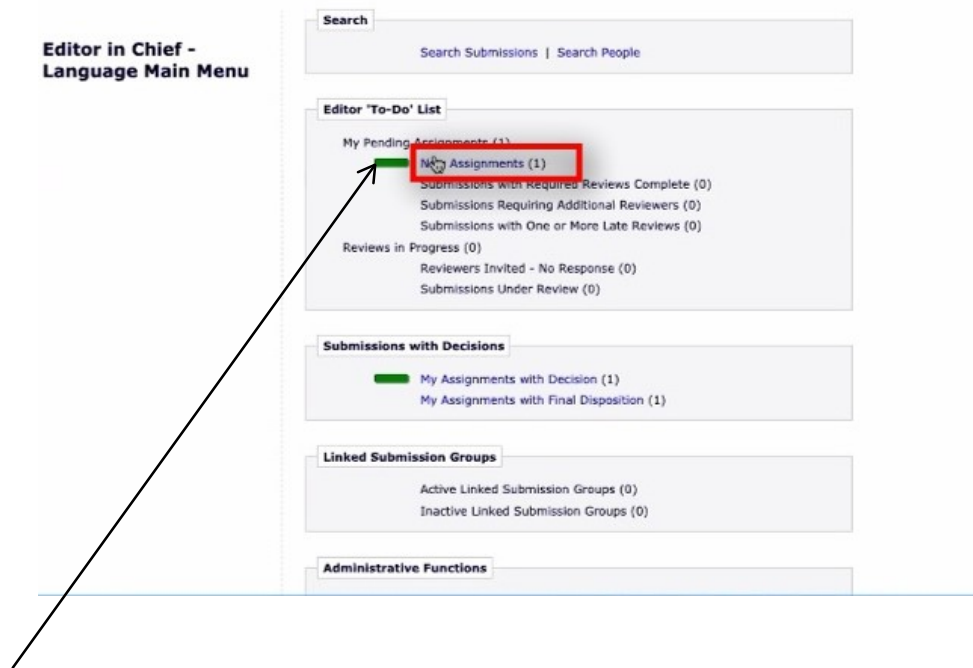 Search
Editor in Chief -
Language Main Menu
Search Submissions | Search People
Editor 'To-Do' List
My Pending Assignments (1)
Assignments (1)
Submissions with Required Reviews Complete (0)
Submissions Requiring Additional Reviewers (0)
Submissions with One or More Late Reviews (0)
Reviews in Progress (0)
Reviewers Invited - No Response (0)
Submissions Under Review (0)
Submissions with Decisions
My Assignments with Decision (1)
My Assignments with Final Disposition (1)
Linked Submission Groups
Active Linked Submission Groups (0)
Inactive Linked Submission Groups (0)
Administrative Functions